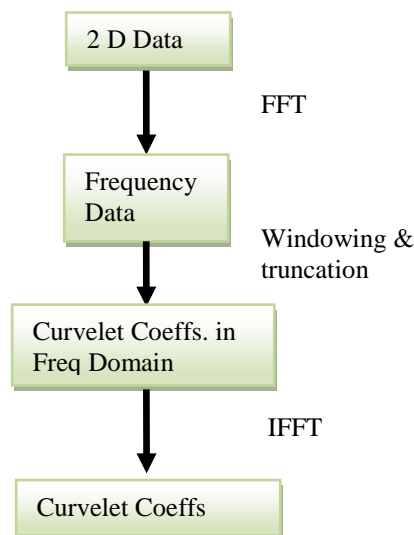 2 D Data
FFT
Frequency
Data
Windowing &
truncation
Curvelet Coeffs. in
Freq Domain
IFFT
Curvelet Coeffs